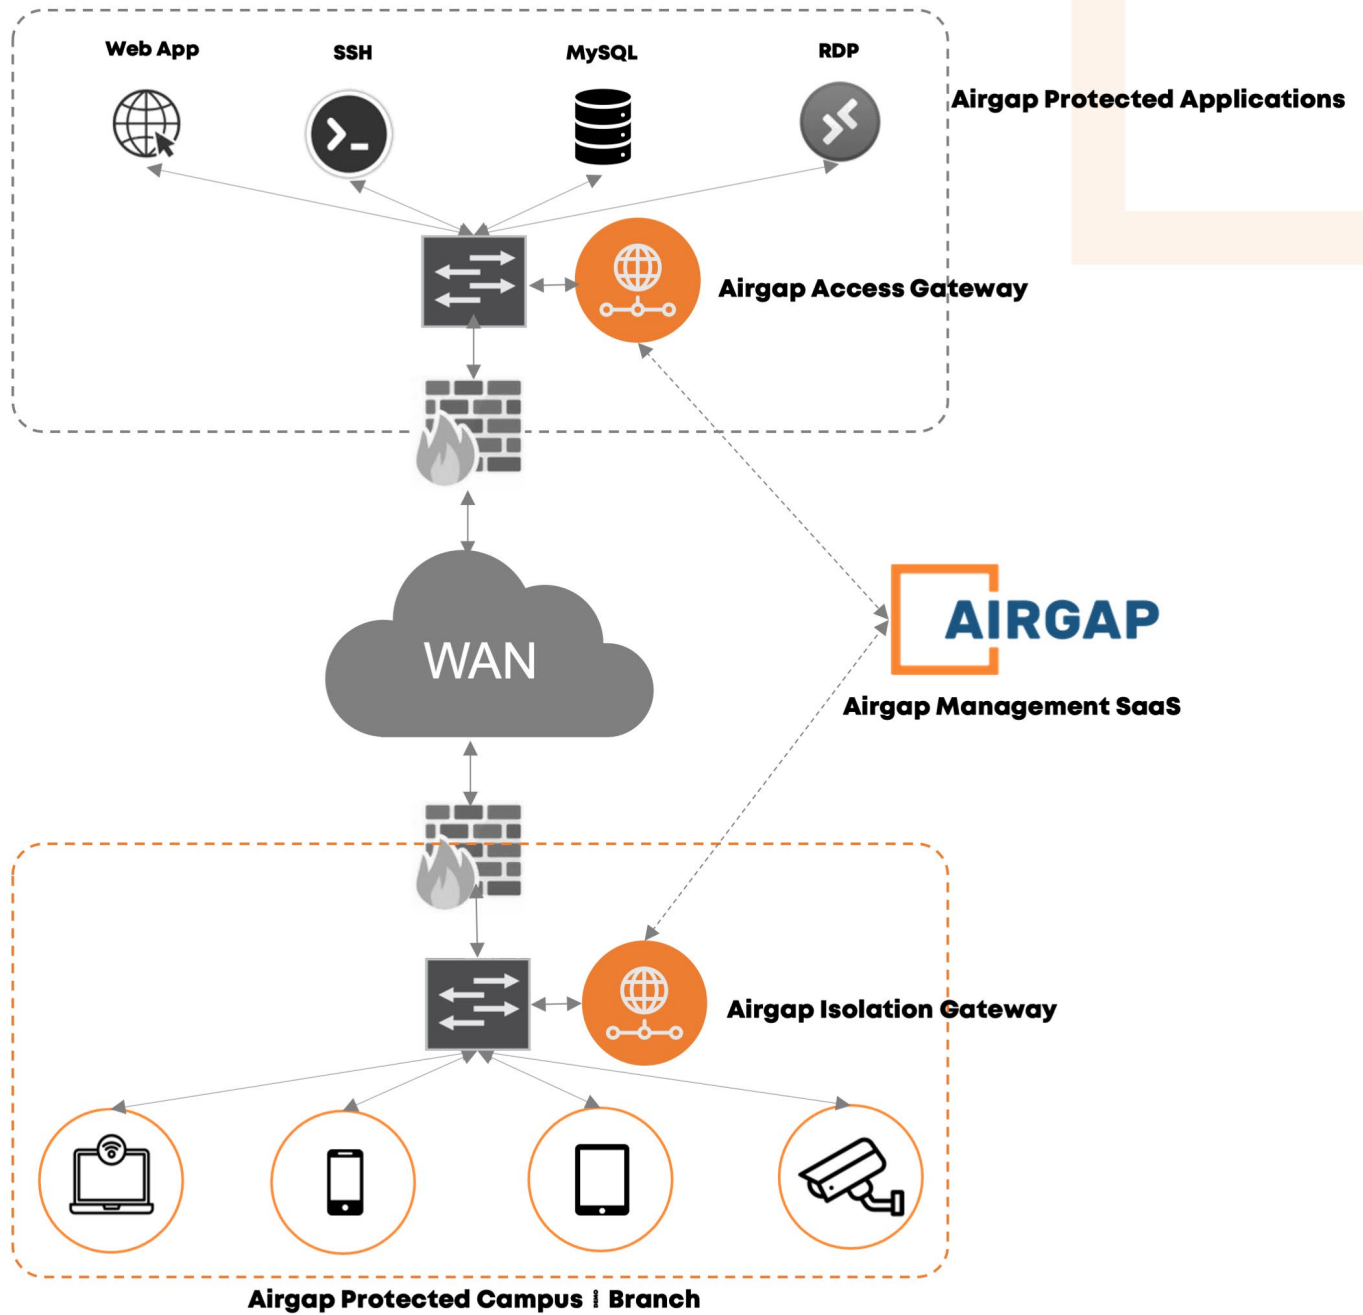 Web App
SSH
MySQL
RDP
Airgap Protected Applications
Airgap Access Gateway
WAN
AIRGAP
Airgap Management SaaS
Airgap Isolation Gateway
Airgap Protected Campus Branch